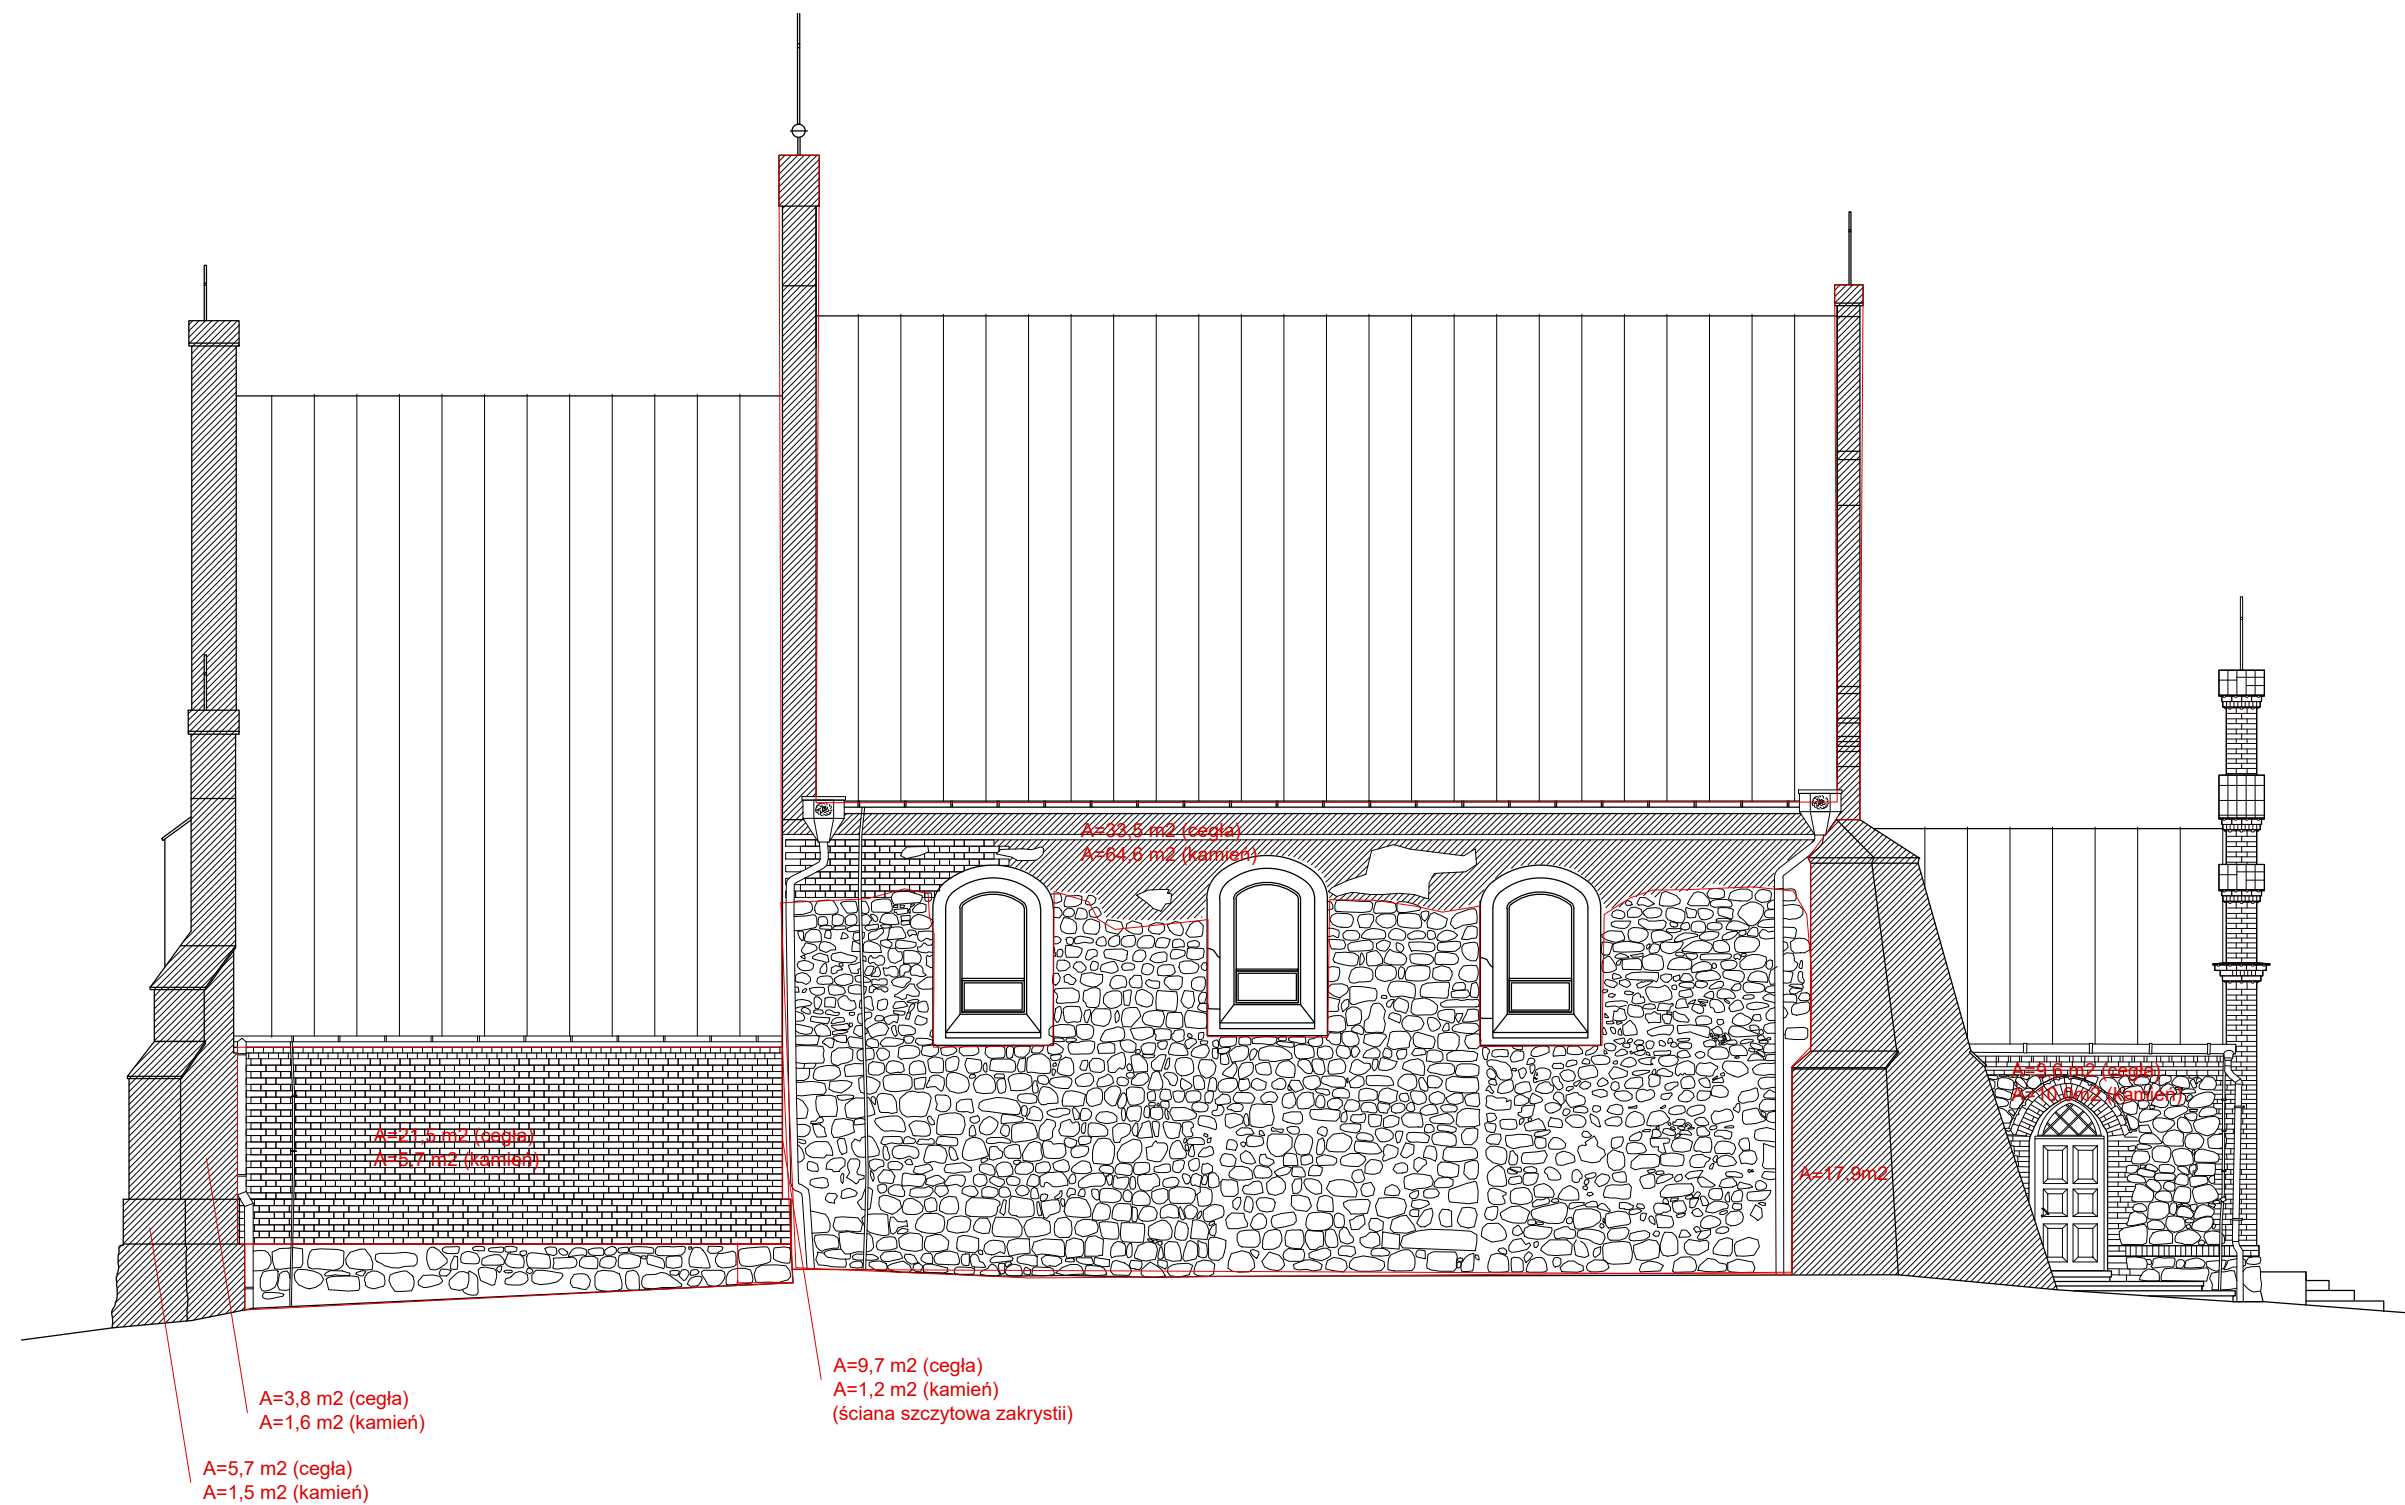 A=33,5 m2 (cegła)
A=64,6 m2 (kamień)
A=9,6 m2 (cegła)
A=10,0m2 (kamień)
A=21,5 m2 (cegła)
A=5,7 m2 (kamień)
A=17,9m2
A=9,7 m2 (cegła)
A=1,2 m2 (kamień)
(ściana szczytowa zakrystii)
A=3,8 m2 (cegła)
A=1,6 m2 (kamień)
A=5,7 m2 (cegła)
A=1,5 m2 (kamień)